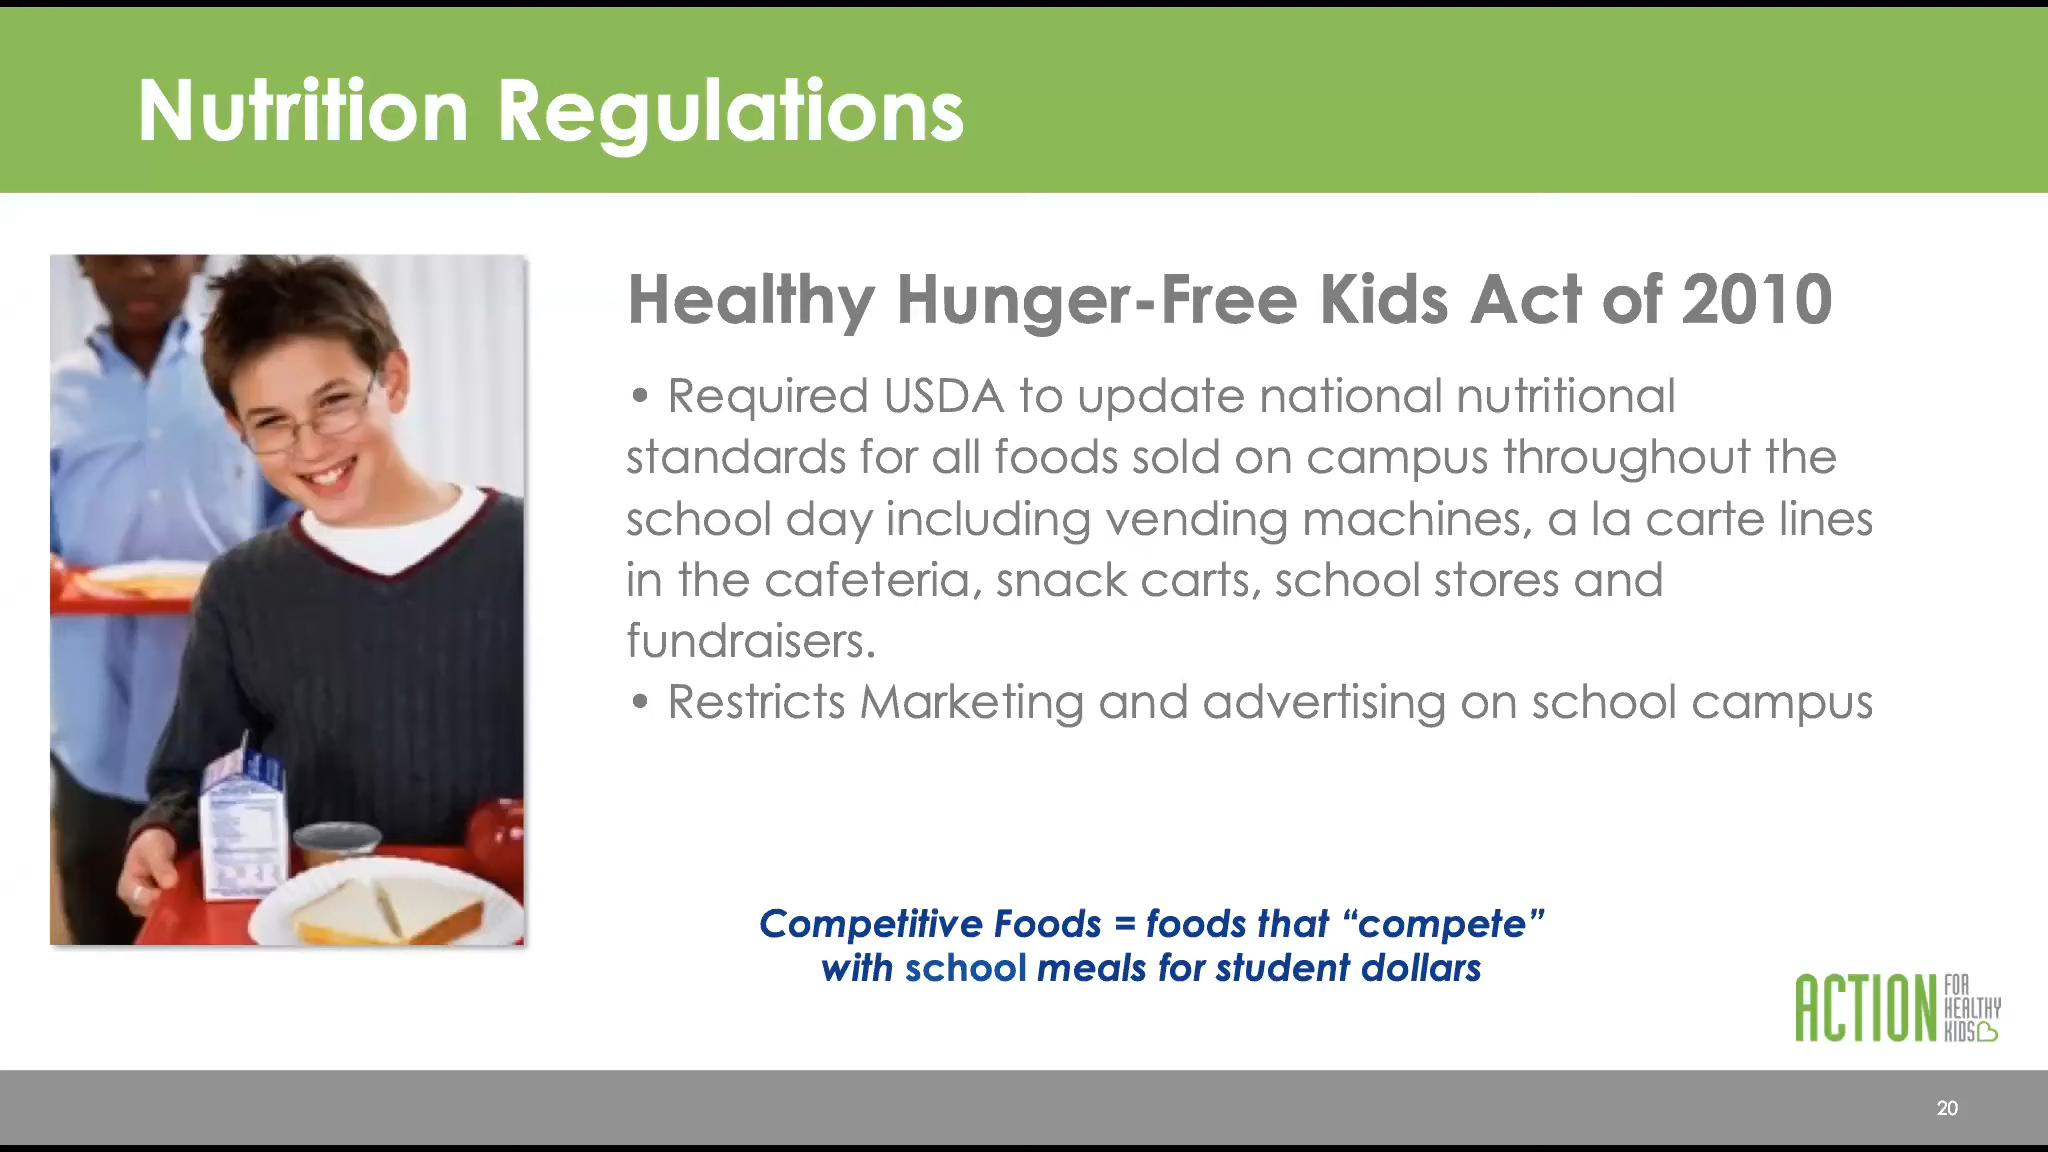 Nutrition Regulations
Healthy Hunger-Free Kids Act of 2010
• Required USDA to update national nutritional
standards for all foods sold on campus throughout the
school day including vending machines, a la carte lines
in the cafeteria, snack carts, school stores and
fundraisers.
• Restricts Marketing and advertising on school campus
Competitive Foods = foods that “compete”
with school meals for student dollars
ACTION
FOR
HEALTHY
KIDS
20